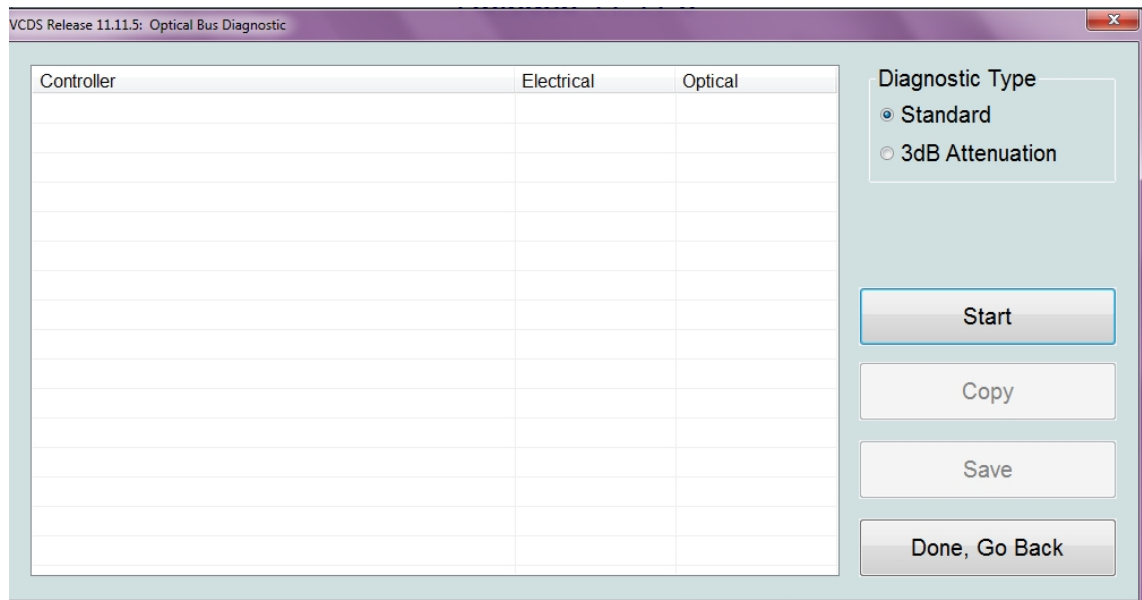 VCDS Release 11.11.5: Optical Bus Diagnostic
Controller Electrical Optical
Diagnostic Type
Standard
3dB Attenuation
Start
Copy
Save
Done, Go Back